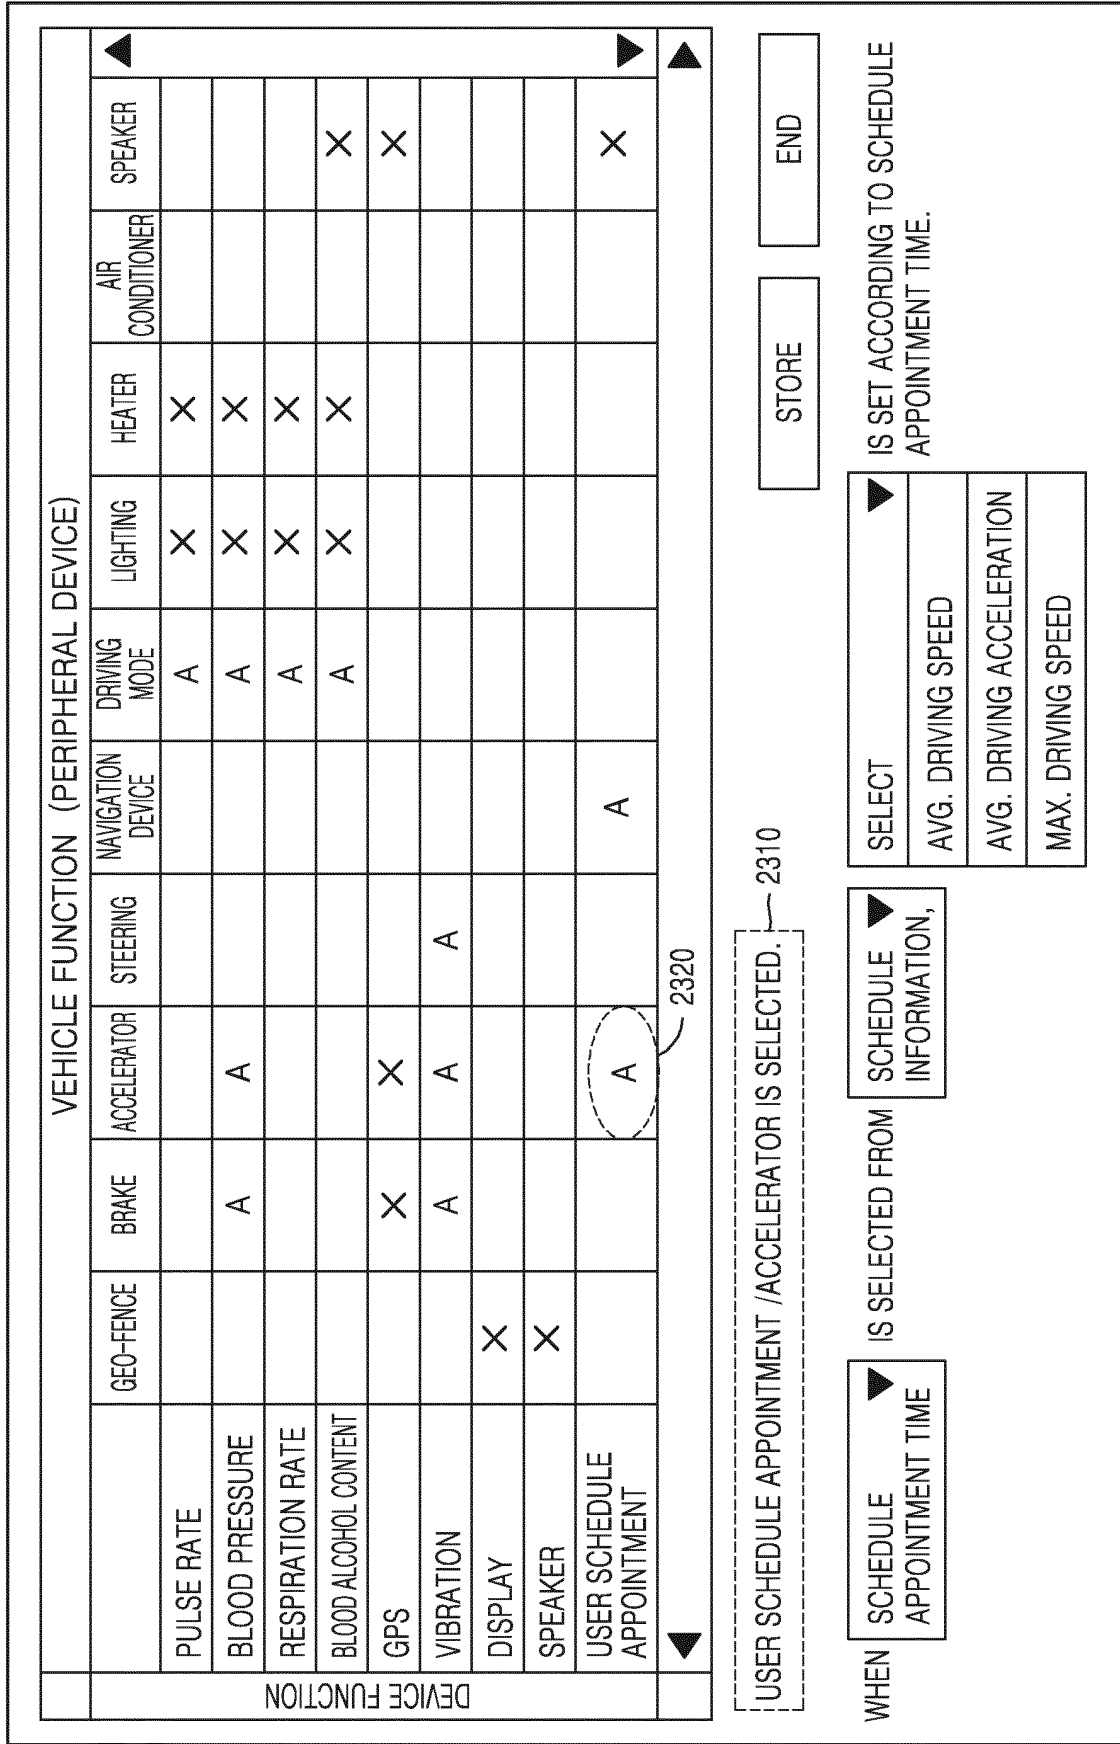 VEHICLE FUNCTION (PERIPHERAL DEVICE)
GEO-FENCE BRAKE ACCELERATOR STEERING NAVIGATION DEVICE DRIVING MODE LIGHTING HEATER AIR CONDITIONER SPEAKER
DEVICE FUNCTION
PULSE RATE A X X
BLOOD PRESSURE A A A X X
RESPIRATION RATE A X X
BLOOD ALCOHOL CONTENT A X X X
GPS X X X
VIBRATION A A A
DISPLAY X
SPEAKER X
USER SCHEDULE
APPOINTMENT A A X
2320
USER SCHEDULE APPOINTMENT /ACCELERATOR IS SELECTED.
2310
STORE
END
WHEN
SCHEDULE
APPOINTMENT TIME
IS SELECTED FROM
SCHEDULE
INFORMATION,
SELECT
AVG. DRIVING SPEED
AVG. DRIVING ACCELERATION
MAX. DRIVING SPEED
IS SET ACCORDING TO SCHEDULE
APPOINTMENT TIME.